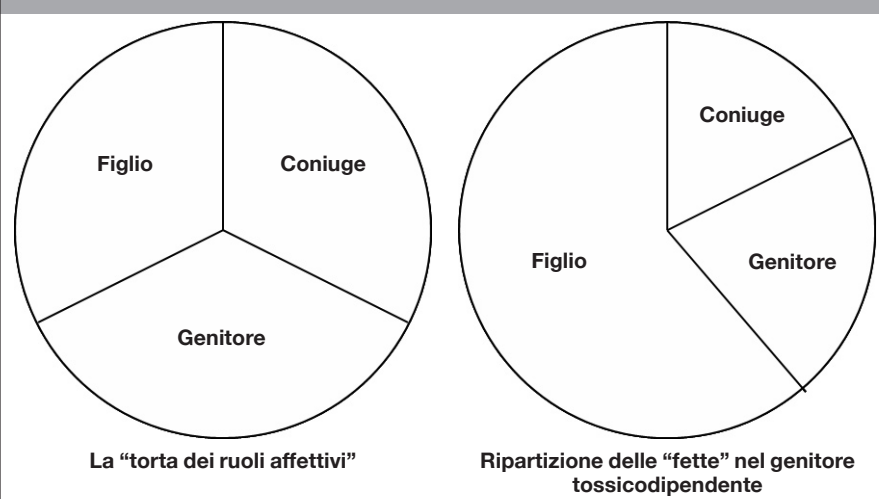 Figlio
Coniuge
Genitore
La “torta dei ruoli affettivi”
Coniuge
Figlio
Genitore
Ripartizione delle “fette” nel genitore
tossicodipendente